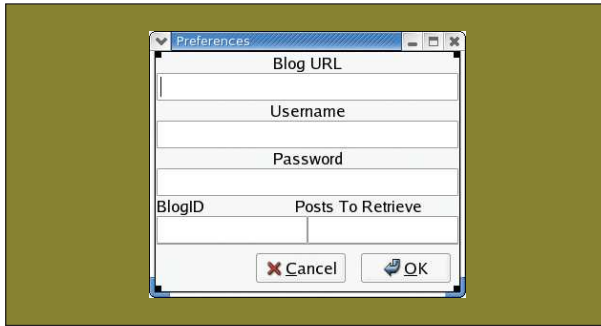 Preferences
Blog URL
Username
Password
BlogID Posts To Retrieve
Cancel OK